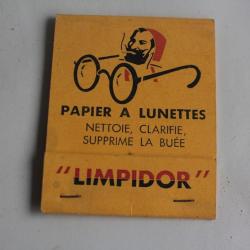 PAPIER A LUNETTES
NETTOIE, CLARIFIE,
SUPPRIME LA BUÉE
"LIMPIDOR"